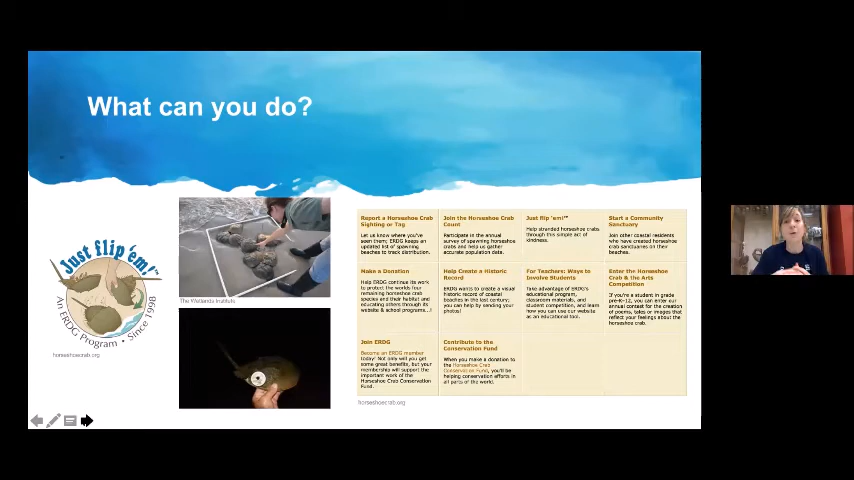 What can you do?
Just flip 'em!™
An ERDG Program • Since 1998
horseshoecrab.org
The Wetlands Institute
Report a Horseshoe Crab
Sighting or Tag
Let us know where you've
seen them; ERDG keeps an
updated list of spawning
beaches to track distribution.
Join the Horseshoe Crab
Count
Participate in the annual
survey of spawning horseshoe
crabs and help us gather
accurate population data.
Just flip 'em!™
Help stranded horseshoe crabs
through this simple act of
kindness.
Start a Community
Sanctuary
Join other coastal residents
who have created horseshoe
crab sanctuaries on their
beaches.
Make a Donation
Help ERDG continue its work
to protect the worlds four
remaining horseshoe crab
species and their habitat and
educating others through its
website & school programs...!
Help Create a Historic
Record
ERDG wants to create a visual
historic record of coastal
beaches in the last century;
you can help by sending your
photos!
For Teachers: Ways to
Involve Students
Take advantage of ERDG's
educational program,
classroom materials, and
student competition, and learn
how you can use our website
as an educational tool.
Enter the Horseshoe
Crab & the Arts
Competition
If you're a student in grade
pre-K-12, you can enter our
annual contest for the creation
of poems, tales or images that
reflect your feelings about the
horseshoe crab.
Join ERDG
Become an ERDG member
today! Not only will you get
some great benefits, but your
membership will support the
important work of the
Horseshoe Crab Conservation
Fund.
Contribute to the
Conservation Fund
When you make a donation to
the Horseshoe Crab
Conservation Fund, you'll be
helping conservation efforts in
all parts of the world.
horseshoecrab.org